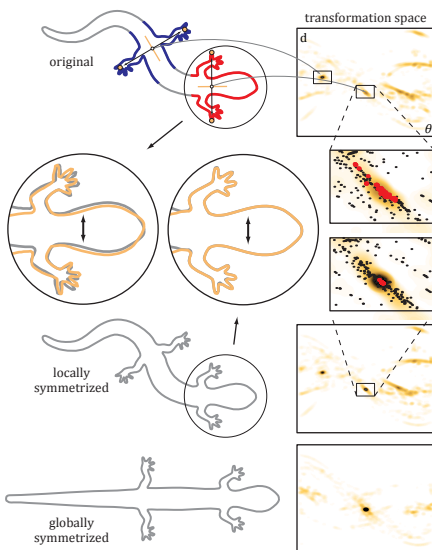 transformation space
d
original
θ
locally
symmetrized
globally
symmetrized